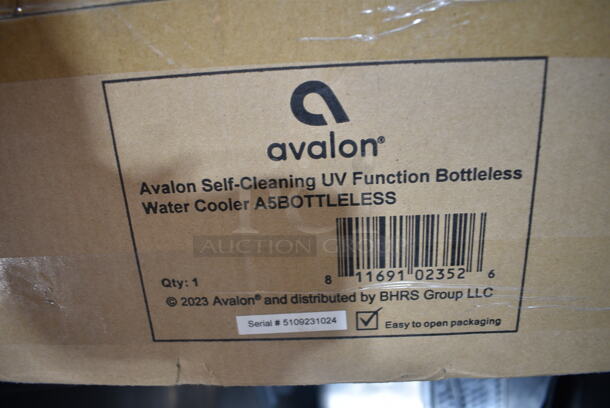 avalon®
Avalon Self-Cleaning UV Function Bottleless
Water Cooler A5BOTTLELESS
AUCTION GROUP
Qty: 1
8 11691 02352 6
© 2023 Avalon® and distributed by BHRS Group LLC
Serial # 5109231024
Easy to open packaging